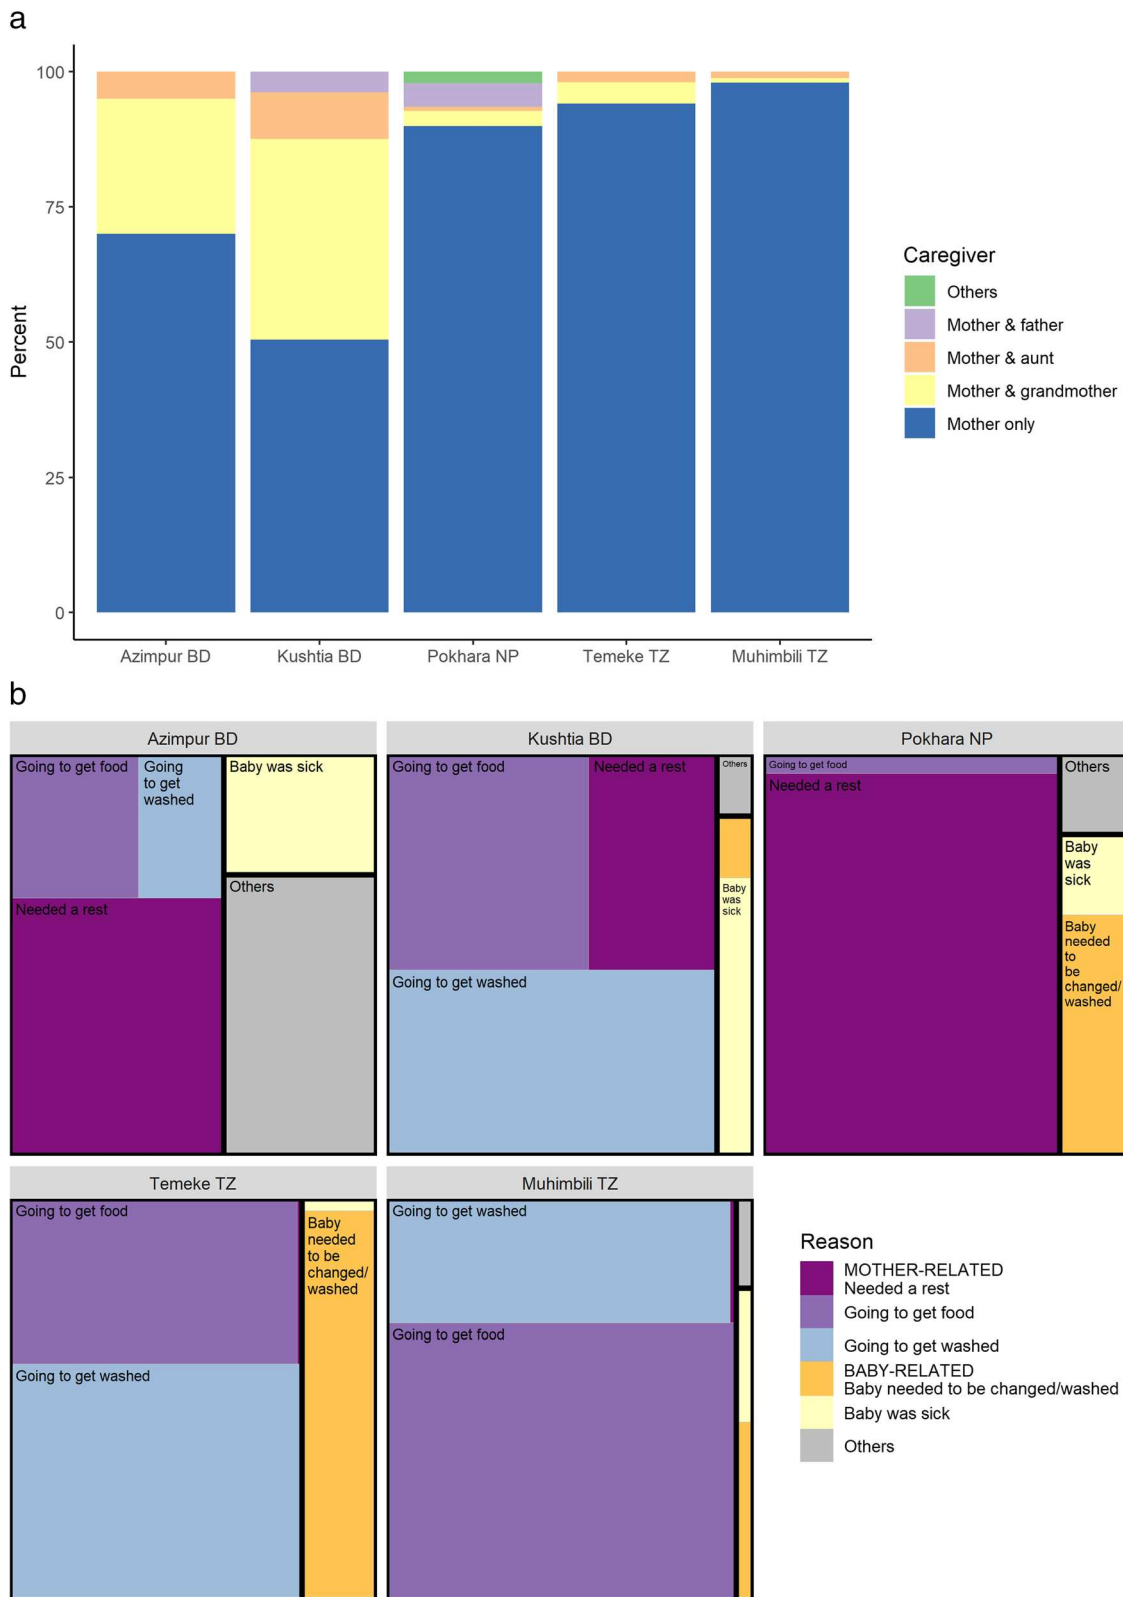 a
100
75
50
25
0
Percent
Azimpur BD
Kushtia BD
Pokhara NP
Temeke TZ
Muhimbili TZ
Caregiver
Others
Mother & father
Mother & aunt
Mother & grandmother
Mother only
b
Azimpur BD
Going to get food
Going
to get
washed
Baby was sick
Needed a rest
Others
Kushtia BD
Going to get food
Needed a rest
Others
Baby
was
sick
Going to get washed
Pokhara NP
Going to get food
Needed a rest
Others
Baby
was
sick
Baby
needed
to
be
changed/
washed
Temeke TZ
Going to get food
Baby
needed
to be
changed/
washed
Going to get washed
Muhimbili TZ
Going to get washed
Going to get food
Reason
MOTHER-RELATED
Needed a rest
Going to get food
Going to get washed
BABY-RELATED
Baby needed to be changed/washed
Baby was sick
Others